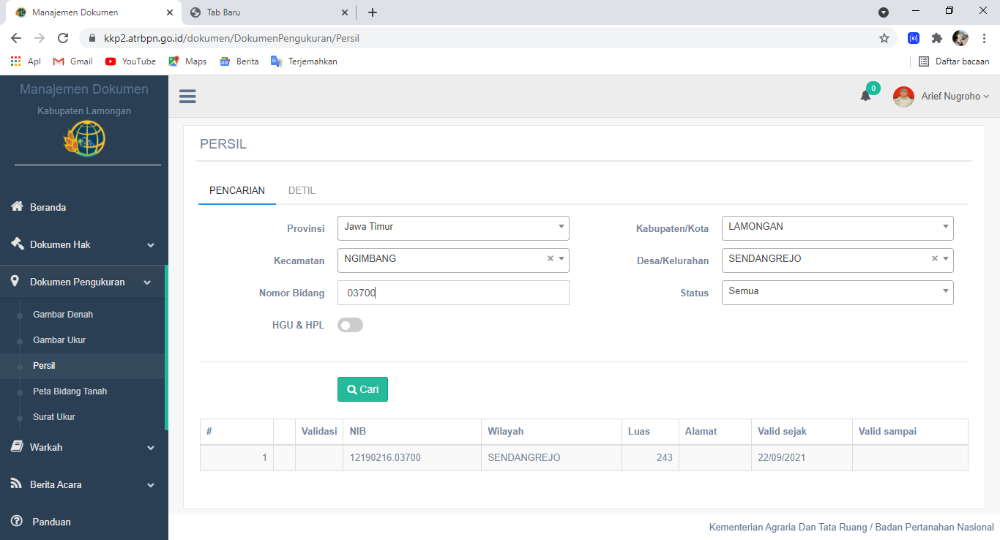 Manajemen Dokumen
Tab Baru
kkp2.atrbpn.go.id/dokumen/DokumenPengukuran/Persil
Apl Gmail YouTube Maps Berita Terjemahkan Daftar bacaan
Manajemen Dokumen
Kabupaten Lamongan
0
Arief Nugroho
Beranda
Dokumen Hak
Dokumen Pengukuran
Gambar Denah
Gambar Ukur
Persil
Peta Bidang Tanah
Surat Ukur
Warkah
Berita Acara
Panduan
PERSIL
PENCARIAN DETIL
Provinsi Jawa Timur Kabupaten/Kota LAMONGAN
Kecamatan NGIMBANG Desa/Kelurahan SENDANGREJO
Nomor Bidang 03700 Status Semua
HGU & HPL
Cari
# Validasi NIB Wilayah Luas Alamat Valid sejak Valid sampai
1 12190216.03700 SENDANGREJO 243 22/09/2021
Kementerian Agraria Dan Tata Ruang / Badan Pertanahan Nasional